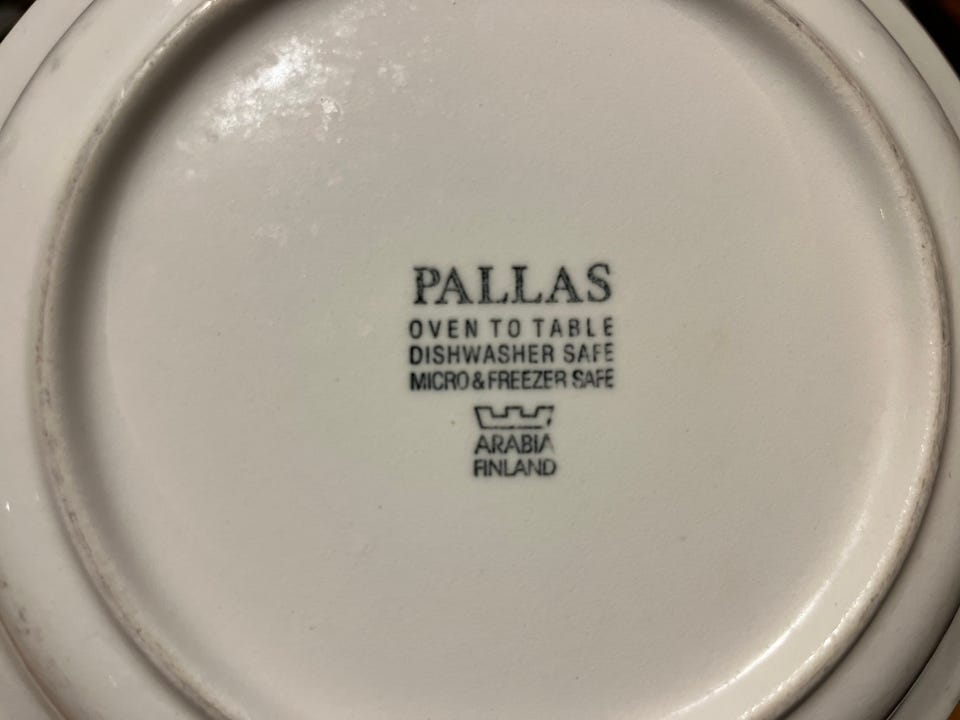 PALLAS
OVEN TO TABLE
DISHWASHER SAFE
MICRO & FREEZER SAFE
ARABIA
FINLAND